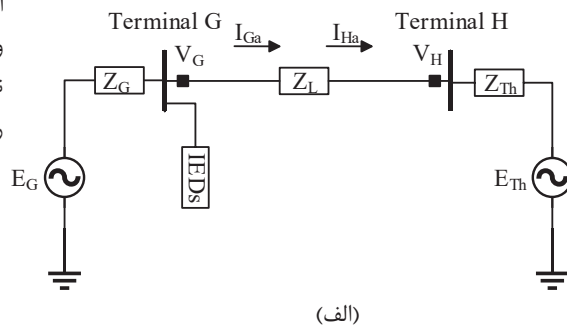 Terminal G
Terminal H
I_Ga
I_Ha
V_G
V_H
Z_G
Z_L
Z_Th
IEDs
E_G
E_Th
(الف)